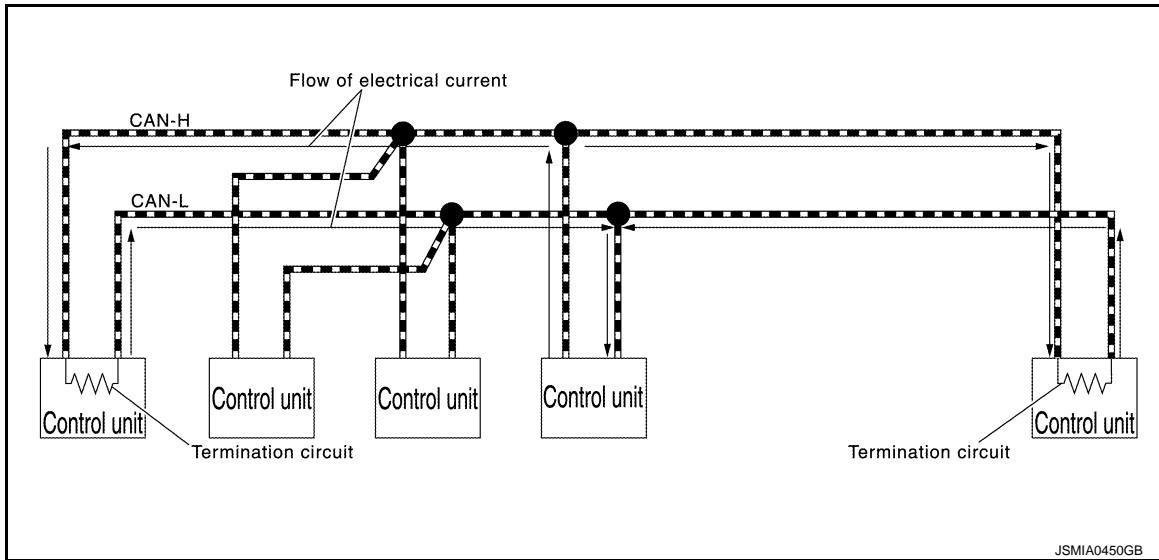 Flow of electrical current
CAN-H
CAN-L
Control unit
Control unit
Control unit
Control unit
Control unit
Termination circuit
Termination circuit
JSMIA0450GB